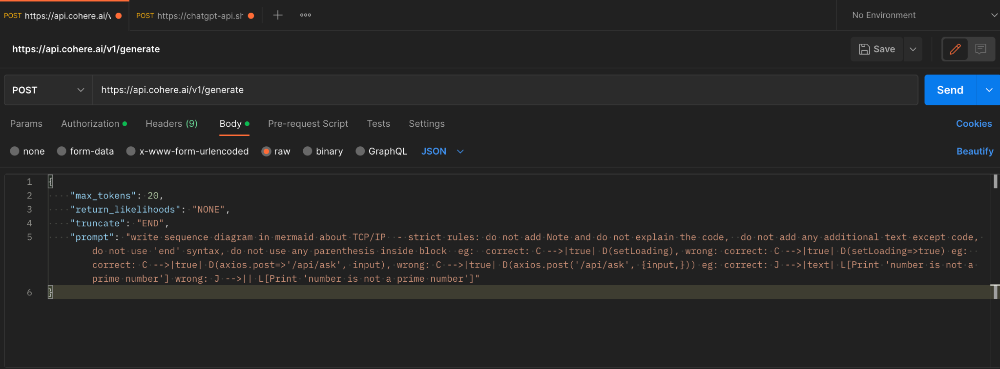 POST https://api.cohere.ai/v POST https://chatgpt-api.sh No Environment
https://api.cohere.ai/v1/generate Save
POST https://api.cohere.ai/v1/generate Send
Params Authorization Headers (9) Body Pre-request Script Tests Settings Cookies
none form-data x-www-form-urlencoded raw binary GraphQL JSON Beautify
1 {
2 "max_tokens": 20,
3 "return_likelihoods": "NONE",
4 "truncate": "END",
5 "prompt": "write sequence diagram in mermaid about TCP/IP  - strict rules: do not add Note and do not explain the code,  do not add any additional text except code,
do not use 'end' syntax, do not use any parenthesis inside block  eg:  correct: C -->|true| D(setLoading), wrong: correct: C -->|true| D(setLoading=>true) eg:
correct: C -->|true| D(axios.post=>'/api/ask', input), wrong: C -->|true| D(axios.post('/api/ask', {input,})) eg: correct: J -->|text| L[Print 'number is not a
prime number'] wrong: J -->|| L[Print 'number is not a prime number']"
6 }